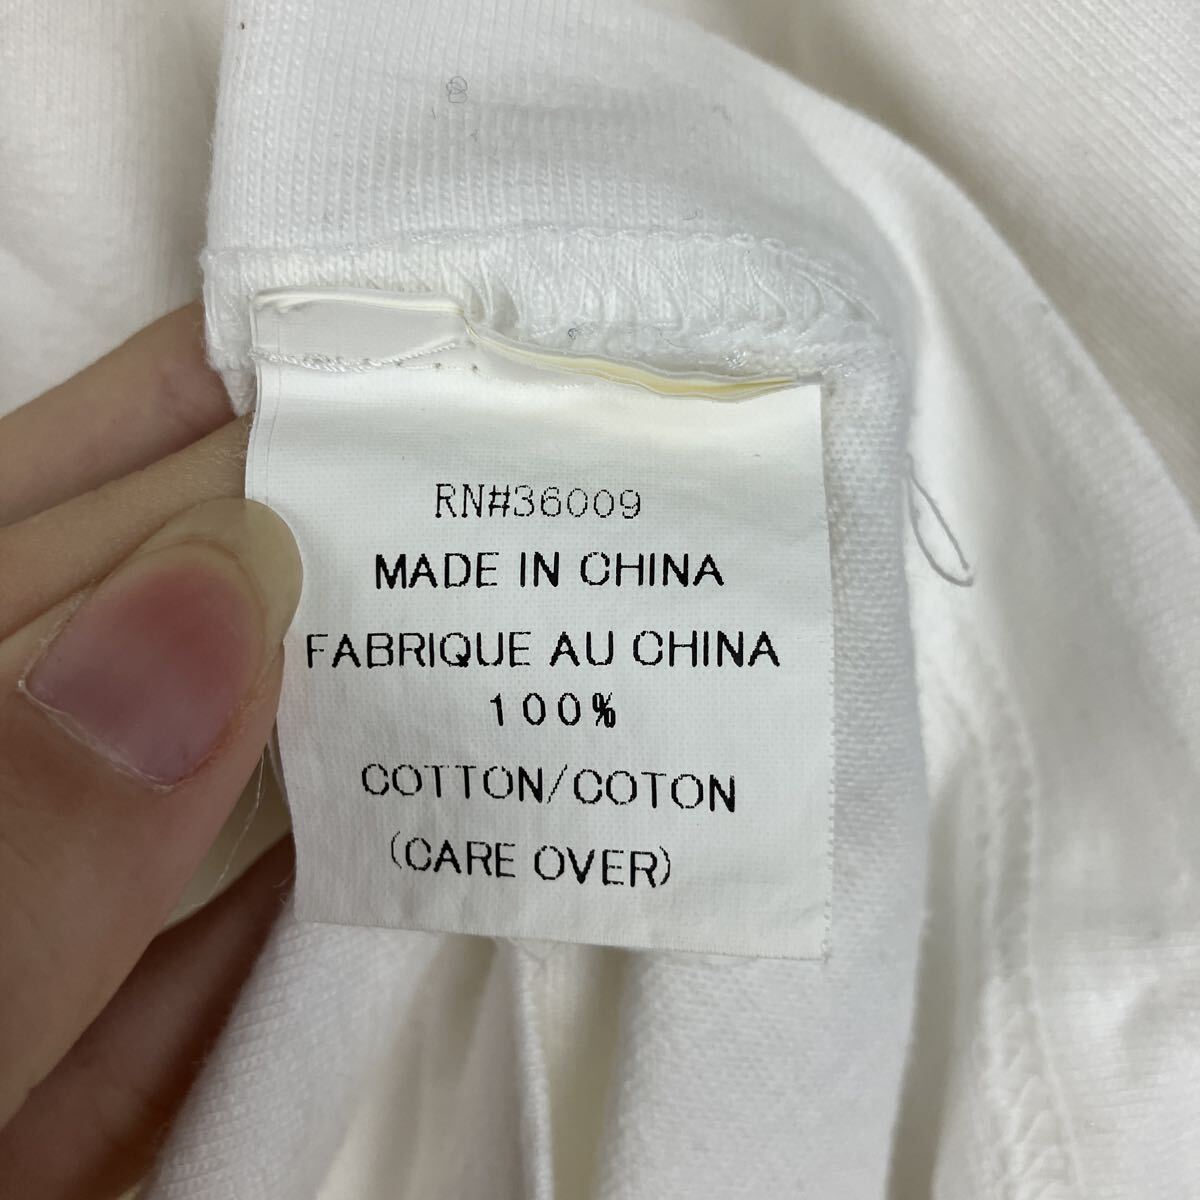 RN#36009
MADE IN CHINA
FABRIQUE AU CHINA
100%
COTTON/COTON
(CARE OVER)